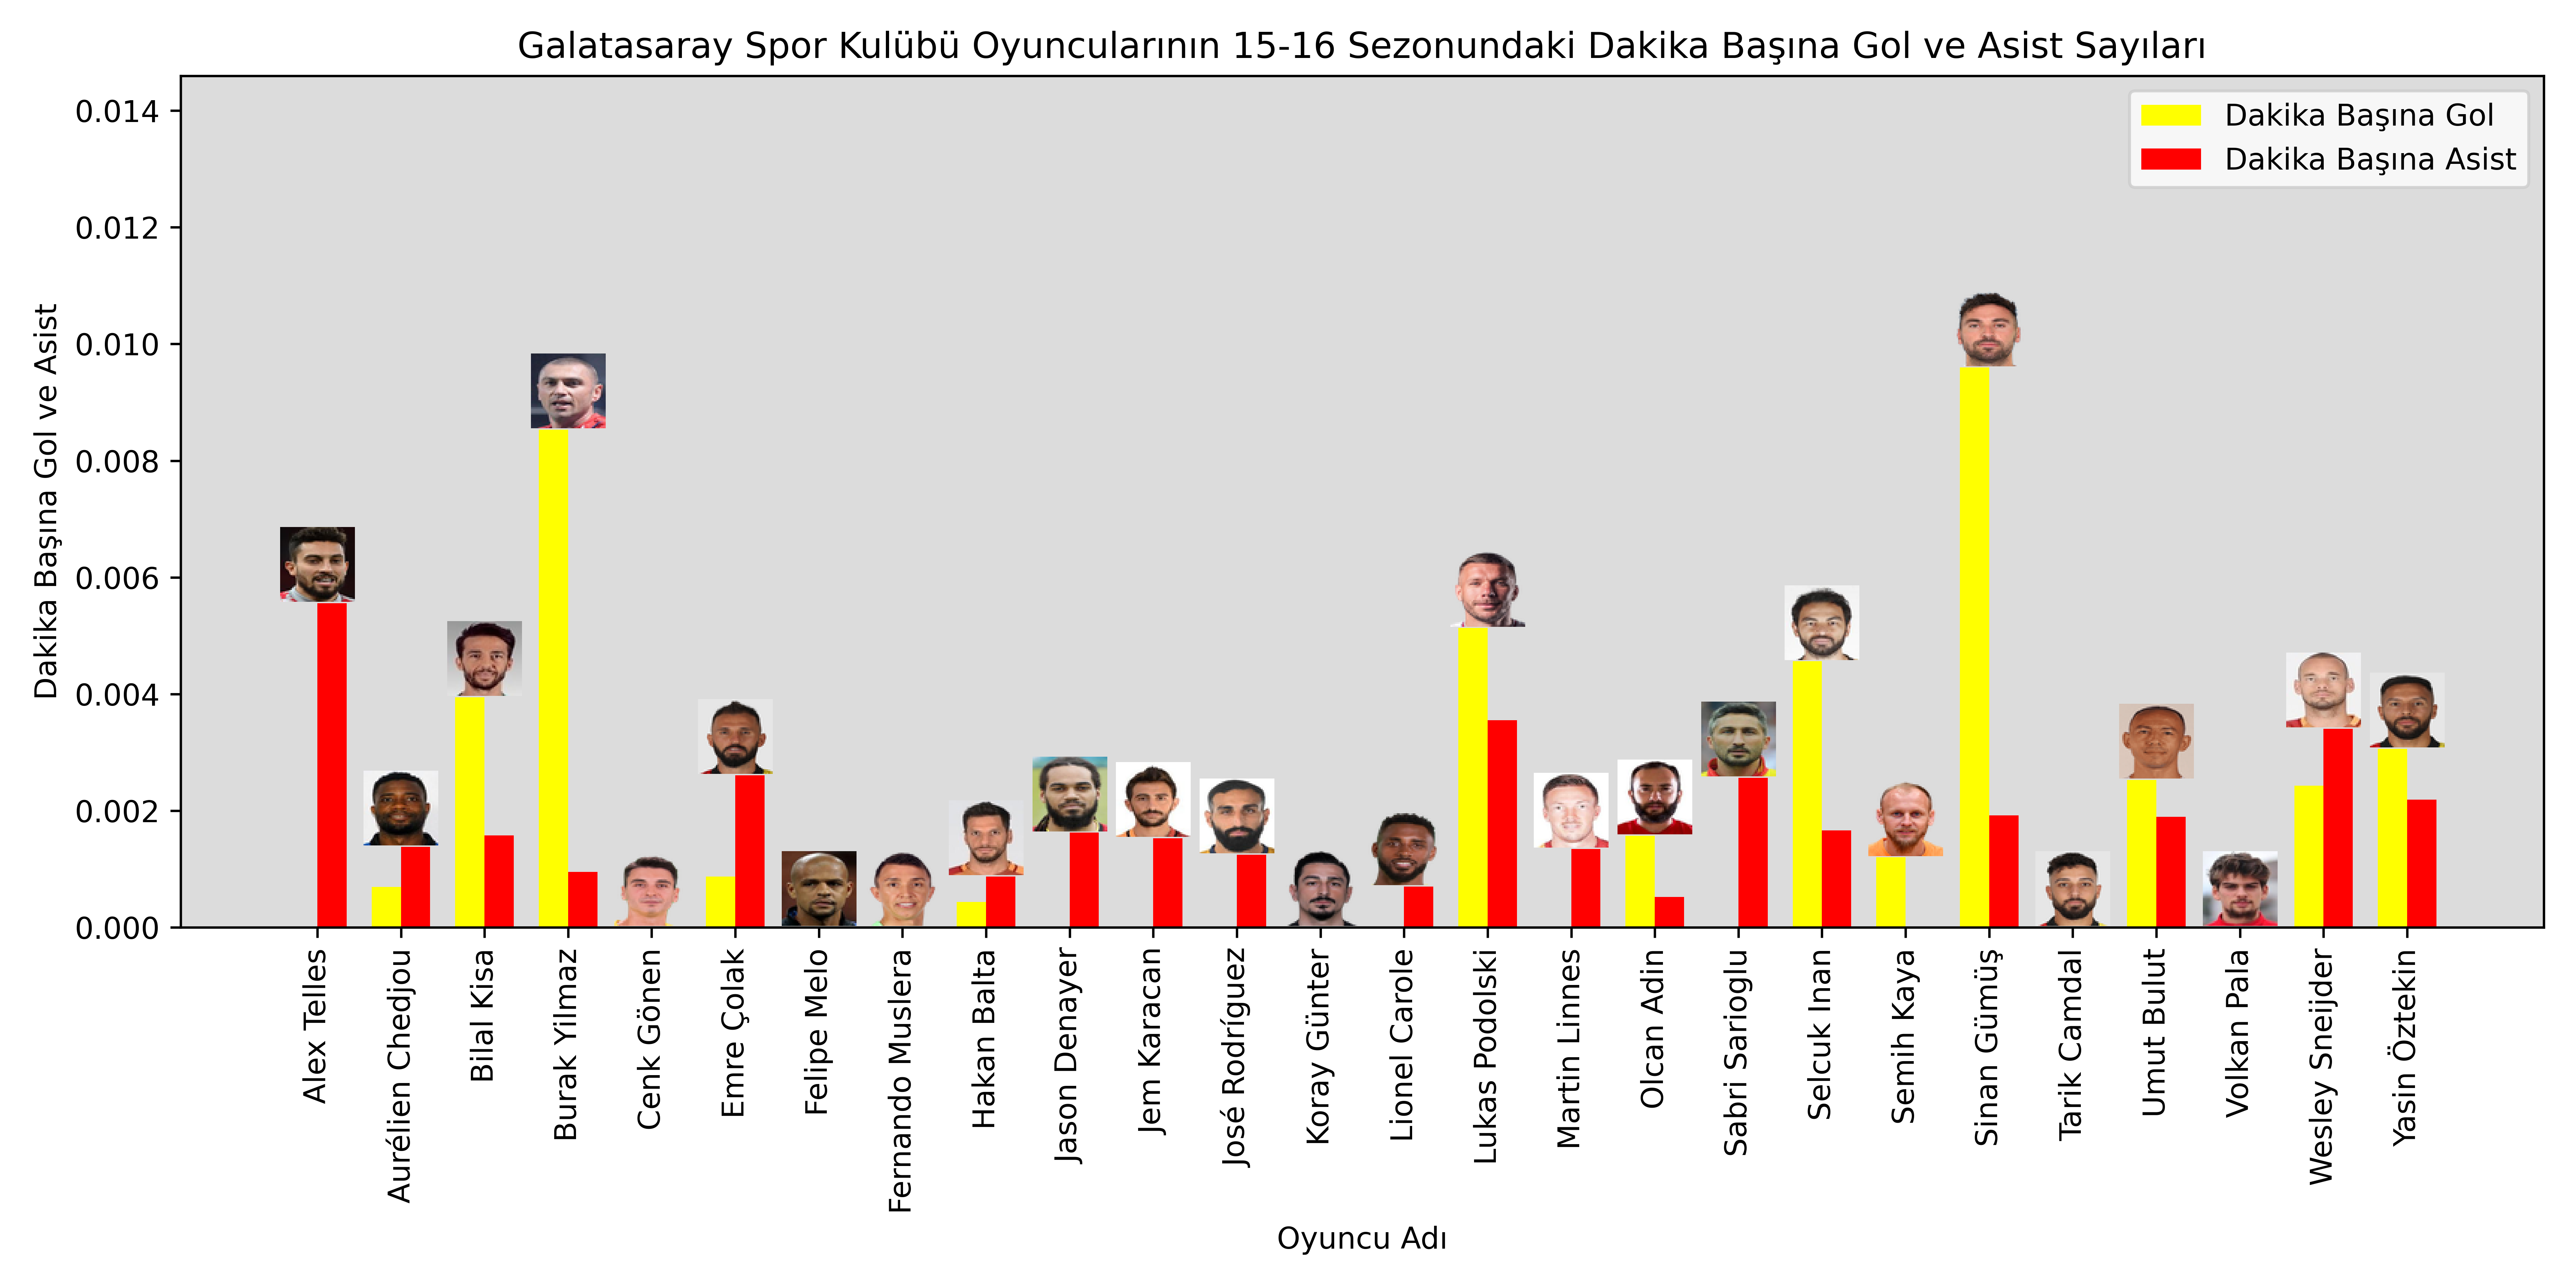 Galatasaray Spor Kulübü Oyuncularının 15-16 Sezonundaki Dakika Başına Gol ve Asist Sayıları
Dakika Başına Gol
Dakika Başına Asist
Dakika Başına Gol ve Asist
0.014
0.012
0.010
0.008
0.006
0.004
0.002
0.000
Alex Telles
Aurélien Chedjou
Bilal Kisa
Burak Yilmaz
Cenk Gönen
Emre Çolak
Felipe Melo
Fernando Muslera
Hakan Balta
Jason Denayer
Jem Karacan
José Rodríguez
Koray Günter
Lionel Carole
Lukas Podolski
Martin Linnes
Olcan Adin
Sabri Sarioglu
Selcuk Inan
Semih Kaya
Sinan Gümüş
Tarik Camdal
Umut Bulut
Volkan Pala
Wesley Sneijder
Yasin Öztekin
Oyuncu Adı